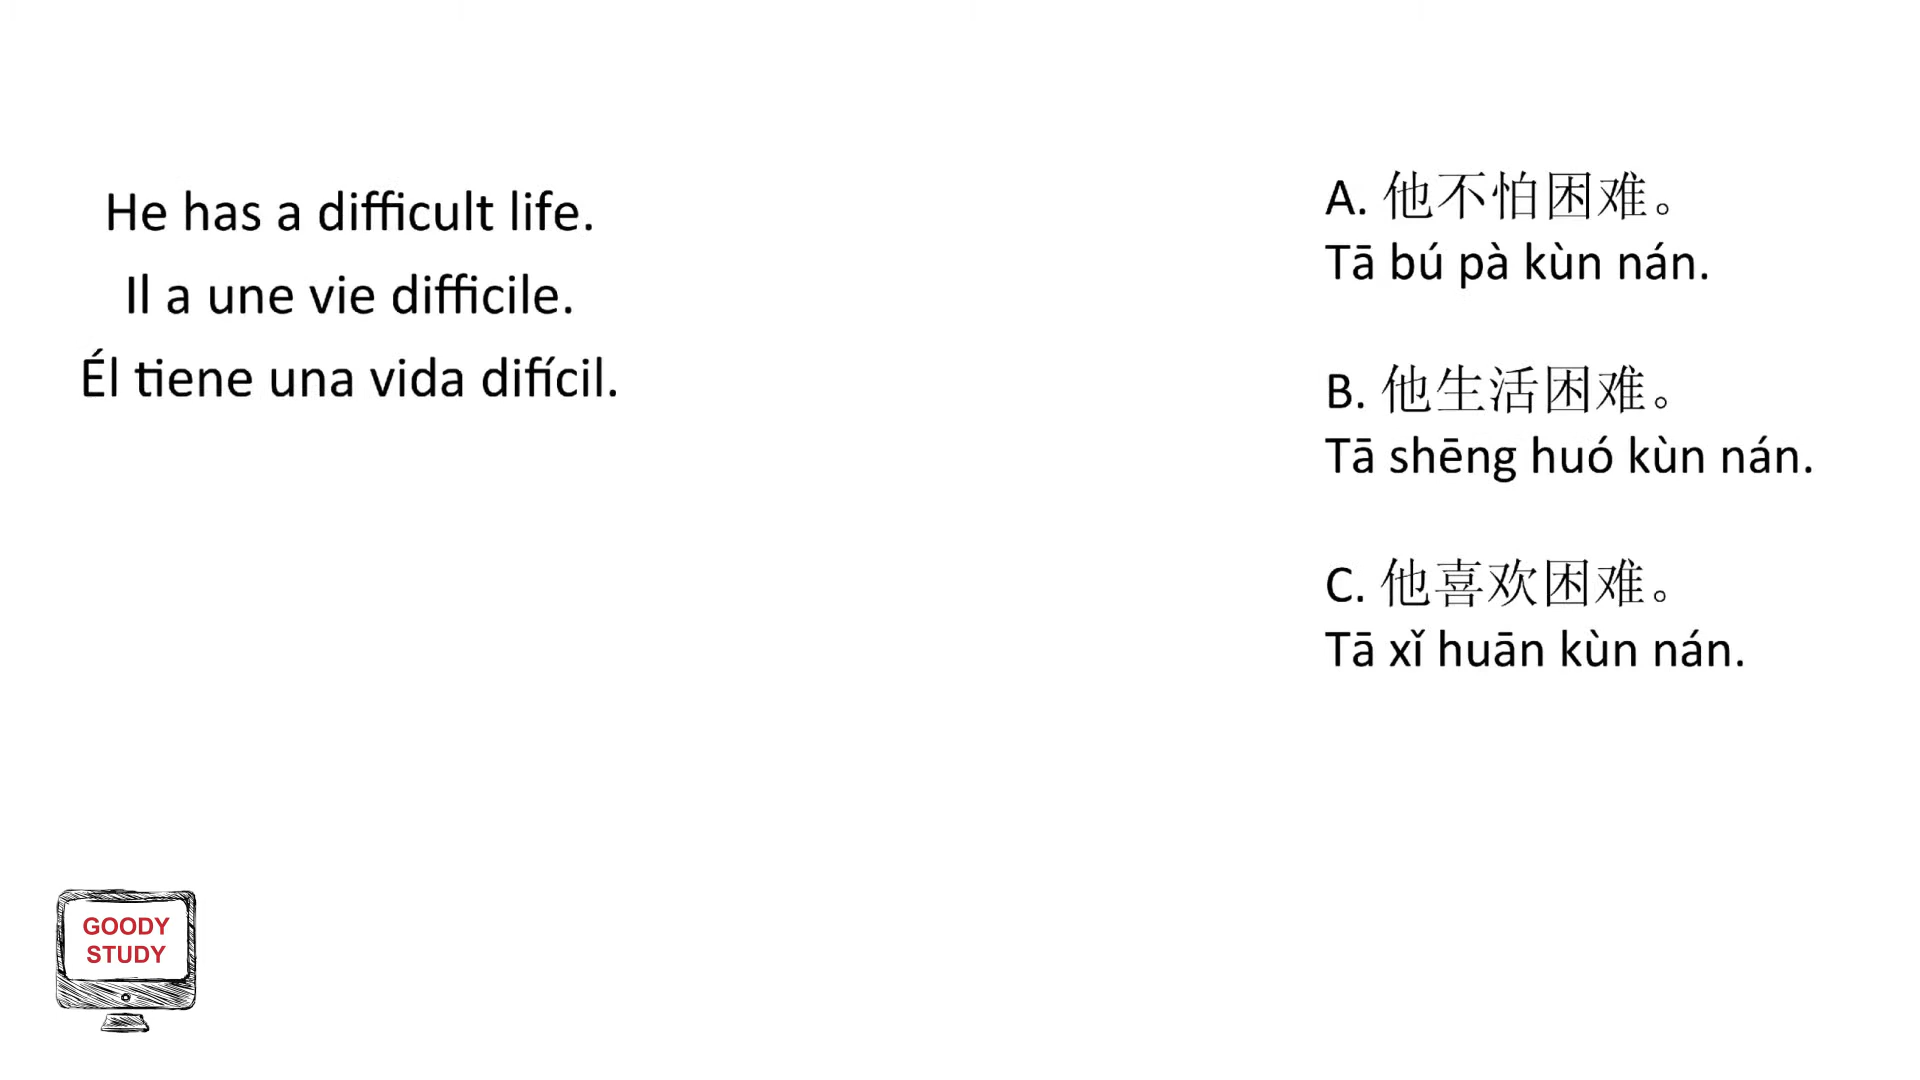 He has a difficult life.
Il a une vie difficile.
Él tiene una vida difícil.
A. 他不怕困难。
Tā bú pà kùn nán.
B. 他生活困难。
Tā shēng huó kùn nán.
C. 他喜欢困难。
Tā xǐ huān kùn nán.
GOODY
STUDY